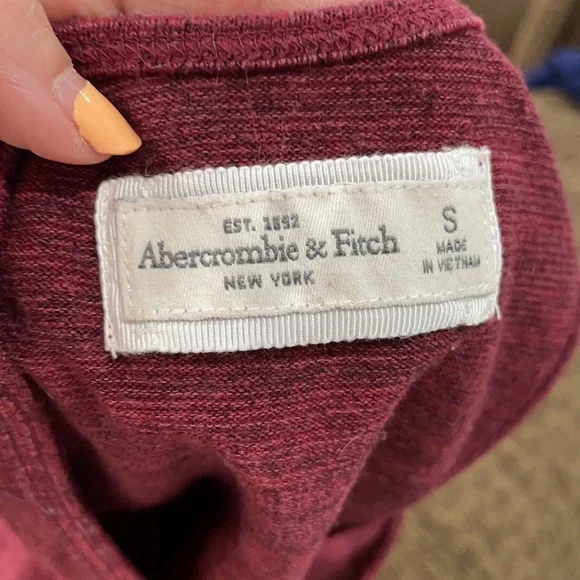 EST. 1892
Abercrombie & Fitch
NEW YORK
S
MADE
IN VIETNAM